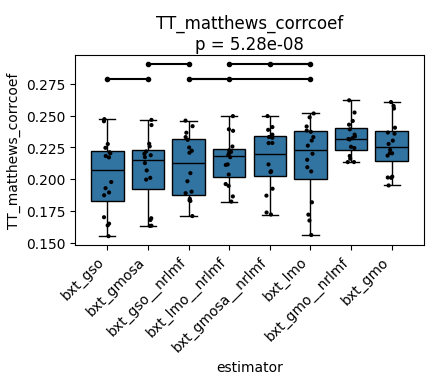 TT_matthews_corrcoef
p = 5.28e-08
TT_matthews_corrcoef
0.275
0.250
0.225
0.200
0.175
0.150
bxt_gso
bxt_gmosa
bxt_gso__nrlmf
bxt_lmo__nrlmf
bxt_gmosa__nrlmf
bxt_lmo
bxt_gmo__nrlmf
bxt_gmo
estimator